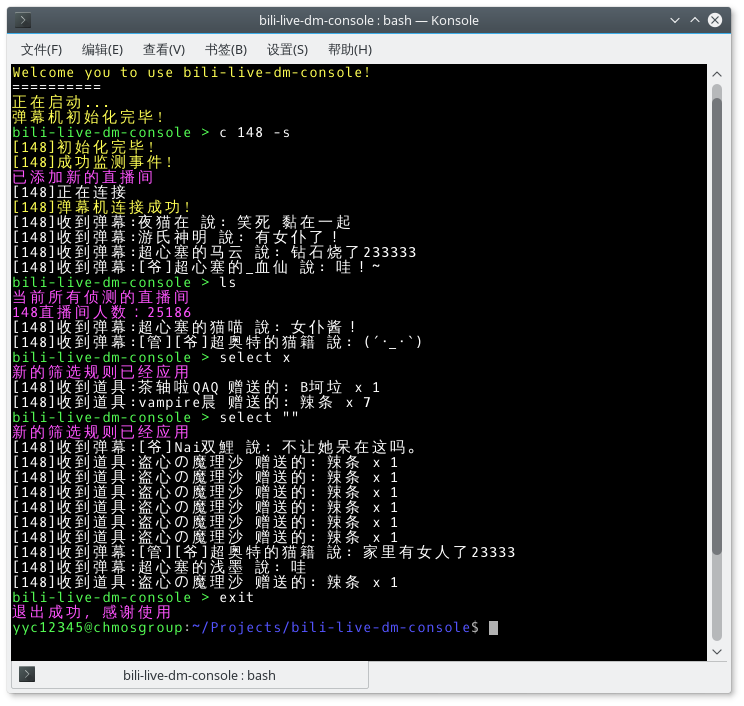 bili-live-dm-console : bash — Konsole
文件(F) 编辑(E) 查看(V) 书签(B) 设置(S) 帮助(H)
Welcome you to use bili-live-dm-console!
==========
正在启动...
弹幕机初始化完毕!
bili-live-dm-console > c 148 -s
[148]初始化完毕!
[148]成功监测事件!
已添加新的直播间
[148]正在连接
[148]弹幕机连接成功!
[148]收到弹幕:夜猫在 說: 笑死 黏在一起
[148]收到弹幕:游氏神明 說: 有女仆了！
[148]收到弹幕:超心塞的马云 說: 钻石烧了233333
[148]收到弹幕:[爷]超心塞的_血仙 說: 哇！~
bili-live-dm-console > ls
当前所有侦测的直播间
148直播间人数：25186
[148]收到弹幕:超心塞的猫喵 說: 女仆酱！
[148]收到弹幕:[管][爷]超奥特的猫籍 說: (´･_･`)
bili-live-dm-console > select x
新的筛选规则已经应用
[148]收到道具:茶轴啦QAQ 赠送的: B坷垃 x 1
[148]收到道具:vampire晨 赠送的: 辣条 x 7
bili-live-dm-console > select ""
新的筛选规则已经应用
[148]收到弹幕:[爷]Nai双鯉 說: 不让她呆在这吗。
[148]收到道具:盗心の魔理沙 赠送的: 辣条 x 1
[148]收到道具:盗心の魔理沙 赠送的: 辣条 x 1
[148]收到道具:盗心の魔理沙 赠送的: 辣条 x 1
[148]收到道具:盗心の魔理沙 赠送的: 辣条 x 1
[148]收到道具:盗心の魔理沙 赠送的: 辣条 x 1
[148]收到道具:盗心の魔理沙 赠送的: 辣条 x 1
[148]收到弹幕:[管][爷]超奥特的猫籍 說: 家里有女人了23333
[148]收到弹幕:超心塞的浅墨 說: 哇
[148]收到道具:盗心の魔理沙 赠送的: 辣条 x 1
bili-live-dm-console > exit
退出成功, 感谢使用
yyc12345@chmosgroup:~/Projects/bili-live-dm-console$
bili-live-dm-console : bash